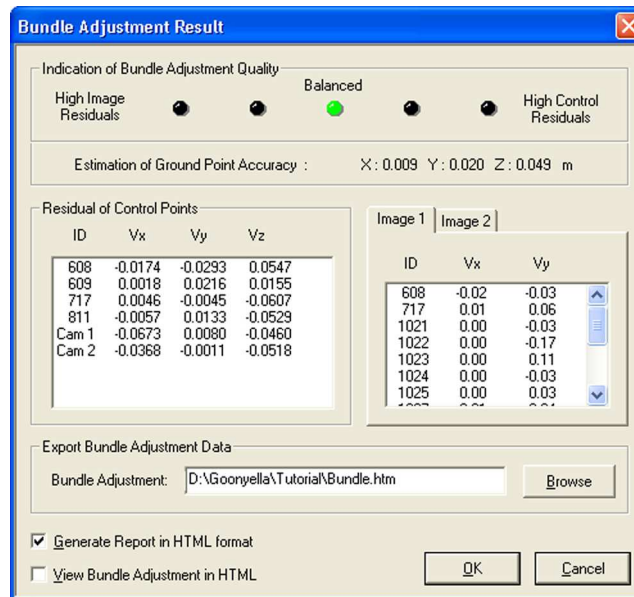 Bundle Adjustment Result
Indication of Bundle Adjustment Quality
High Image Residuals
Balanced
High Control Residuals
Estimation of Ground Point Accuracy : X : 0.009 Y : 0.020 Z : 0.049 m
Residual of Control Points
ID Vx Vy Vz
608 -0.0174 -0.0293 0.0547
609 0.0018 0.0216 0.0155
717 0.0046 -0.0045 -0.0607
811 -0.0057 0.0133 -0.0529
Cam 1 -0.0673 0.0080 -0.0460
Cam 2 -0.0368 -0.0011 -0.0518
Image 1 Image 2
ID Vx Vy
608 -0.02 -0.03
717 0.01 0.06
1021 0.00 -0.03
1022 0.00 -0.17
1023 0.00 0.11
1024 0.00 -0.03
1025 0.00 0.03
Export Bundle Adjustment Data
Bundle Adjustment: D:\Goonyella\Tutorial\Bundle.htm Browse
Generate Report in HTML format
View Bundle Adjustment in HTML
OK Cancel